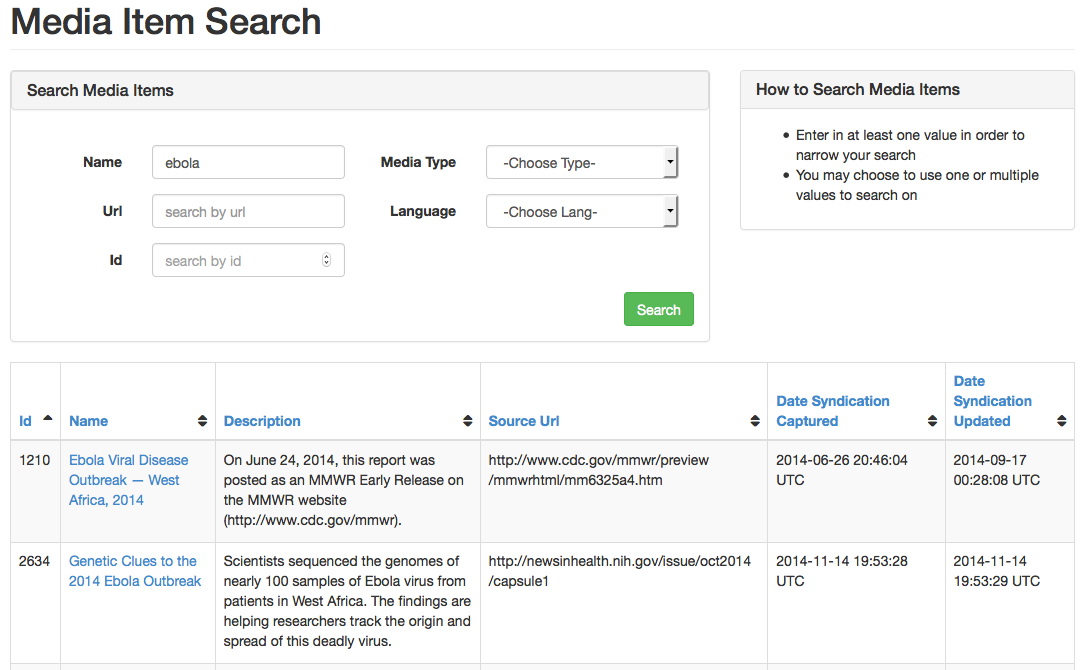 Media Item Search
Search Media Items
Name
ebola
Media Type
-Choose Type-
Url
search by url
Language
-Choose Lang-
Id
search by id
Search
How to Search Media Items
Enter in at least one value in order to
narrow your search
You may choose to use one or multiple
values to search on
Id
Name
Description
Source Url
Date Syndication
Captured
Date
Syndication
Updated
1210
Ebola Viral Disease
Outbreak — West
Africa, 2014
On June 24, 2014, this report was
posted as an MMWR Early Release on
the MMWR website
(http://www.cdc.gov/mmwr).
http://www.cdc.gov/mmwr/preview
/mmwrhtml/mm6325a4.htm
2014-06-26 20:46:04
UTC
2014-09-17
00:28:08 UTC
2634
Genetic Clues to the
2014 Ebola Outbreak
Scientists sequenced the genomes of
nearly 100 samples of Ebola virus from
patients in West Africa. The findings are
helping researchers track the origin and
spread of this deadly virus.
http://newsinhealth.nih.gov/issue/oct2014
/capsule1
2014-11-14 19:53:28
UTC
2014-11-14
19:53:29 UTC